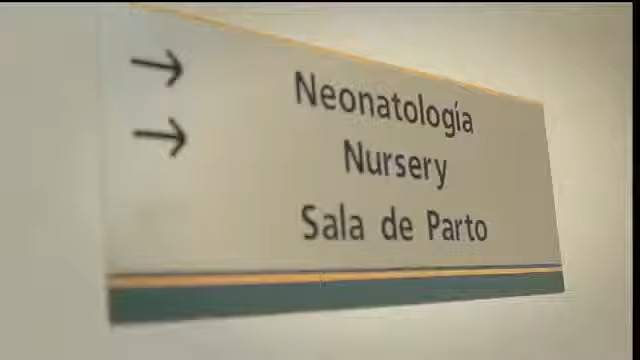 → Neonatología
→ Nursery
Sala de Parto